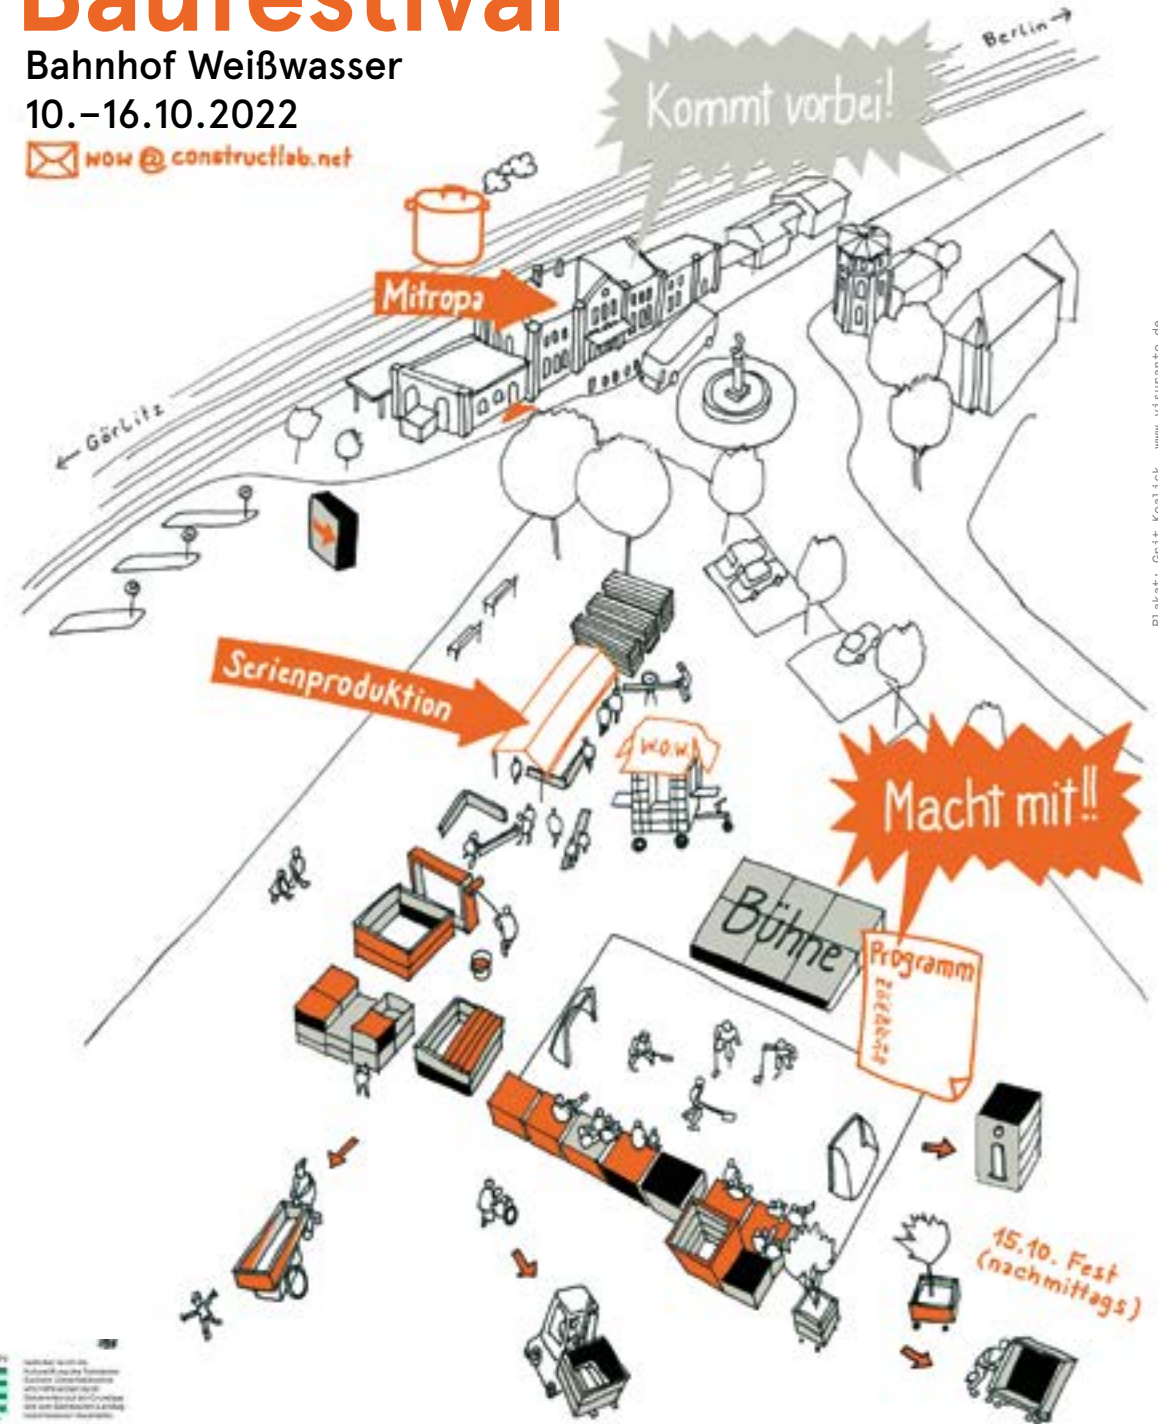 Baufestival
Bahnhof Weißwasser
10.–16.10.2022
wow @ constructlab.net
Kommt vorbei!
Berlin →
Mitropa
← Görlitz
Serienproduktion
W.O.W.
Macht mit!!
Bühne
Programm
15.10. Fest
(nachmittags)